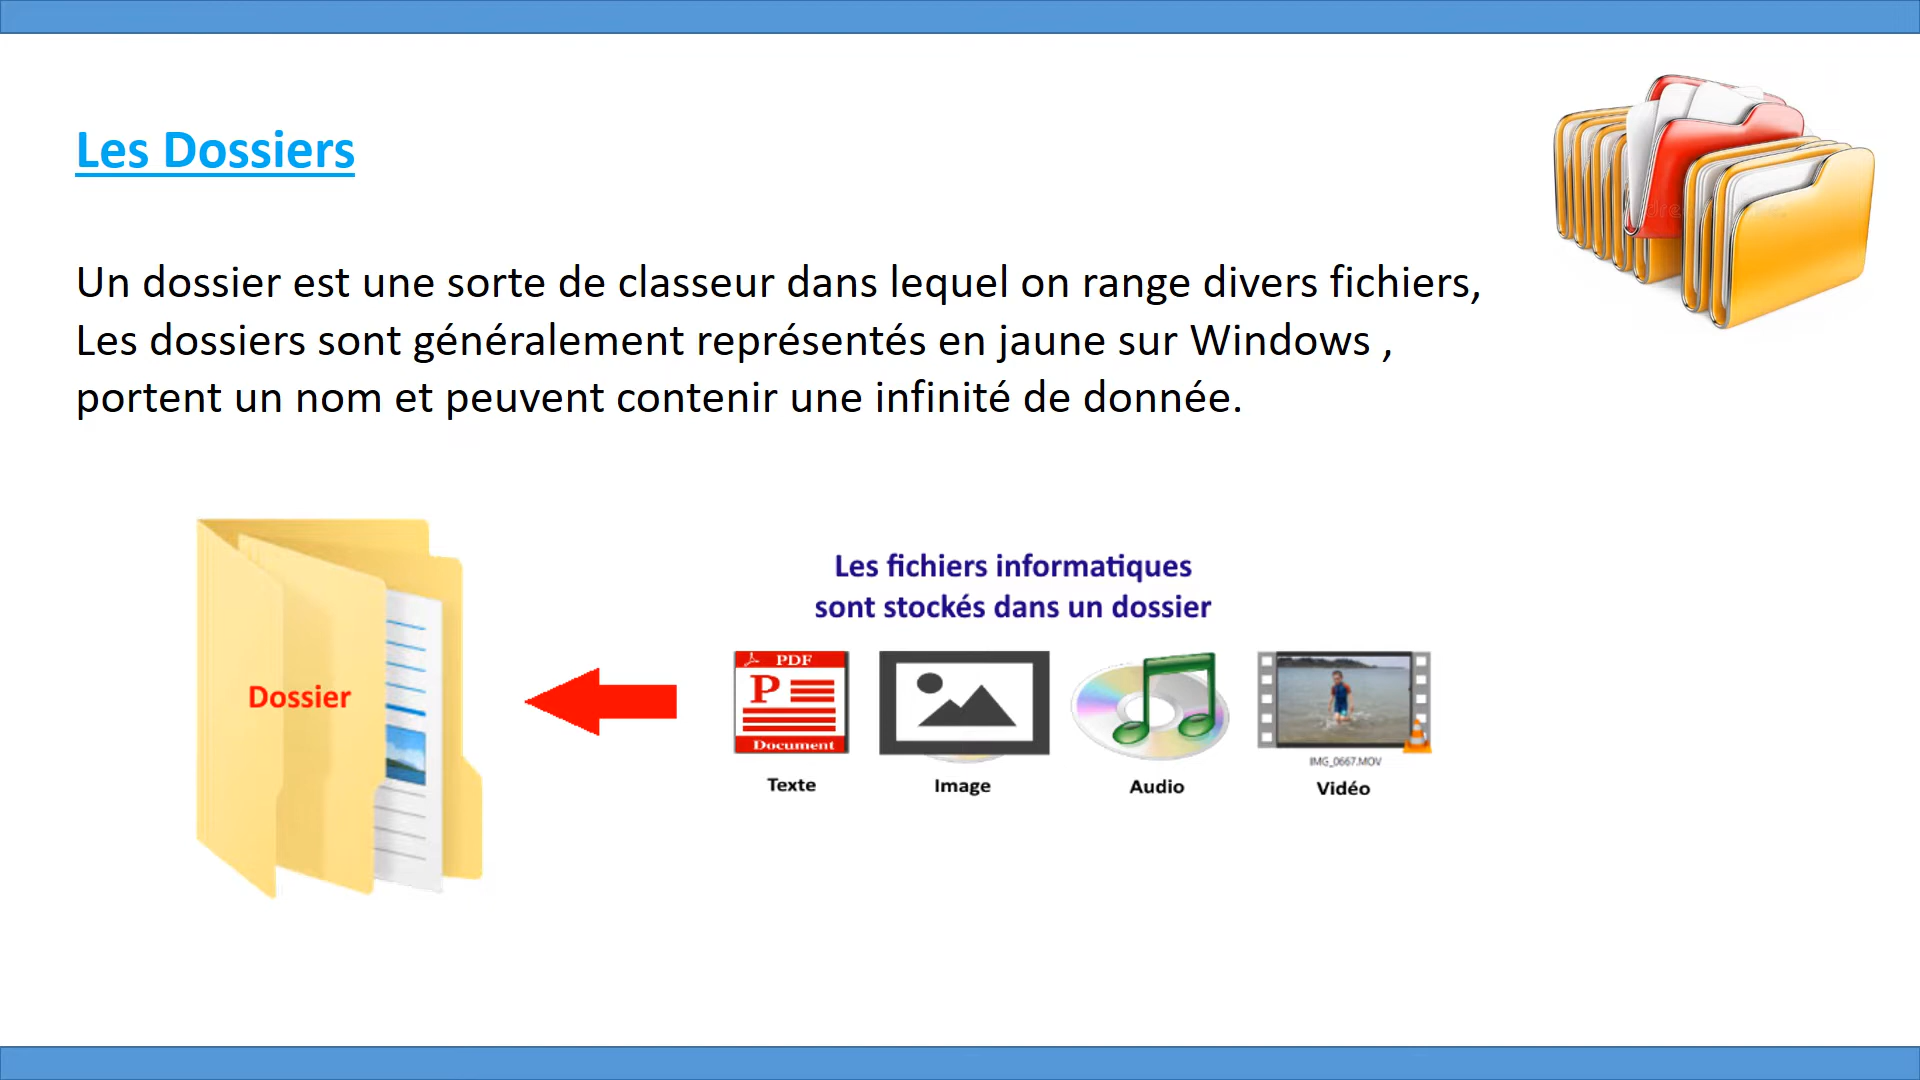 Les Dossiers
Un dossier est une sorte de classeur dans lequel on range divers fichiers,
Les dossiers sont généralement représentés en jaune sur Windows ,
portent un nom et peuvent contenir une infinité de donnée.
Dossier
Les fichiers informatiques
sont stockés dans un dossier
PDF
P
Document
IMG_0667.MOV
Texte
Image
Audio
Vidéo